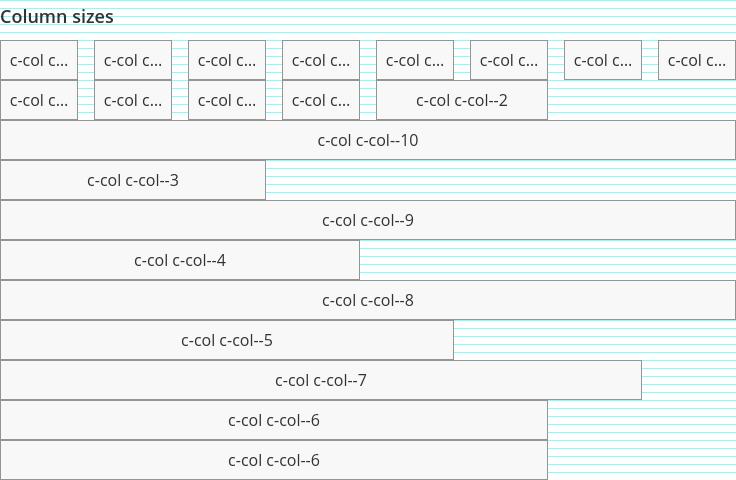 Column sizes
c-col c... c-col c... c-col c... c-col c... c-col c... c-col c... c-col c... c-col c...
c-col c... c-col c... c-col c... c-col c... c-col c-col--2
c-col c-col--10
c-col c-col--3
c-col c-col--9
c-col c-col--4
c-col c-col--8
c-col c-col--5
c-col c-col--7
c-col c-col--6
c-col c-col--6